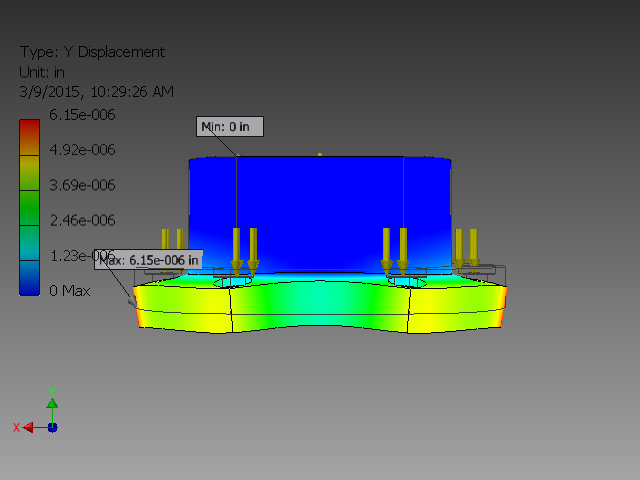 Type: Y Displacement
Unit: in
3/9/2015, 10:29:26 AM
6.15e-006
Min: 0 in
4.92e-006
3.69e-006
2.46e-006
1.23e-006
Max: 6.15e-006 in
0 Max
Y
X